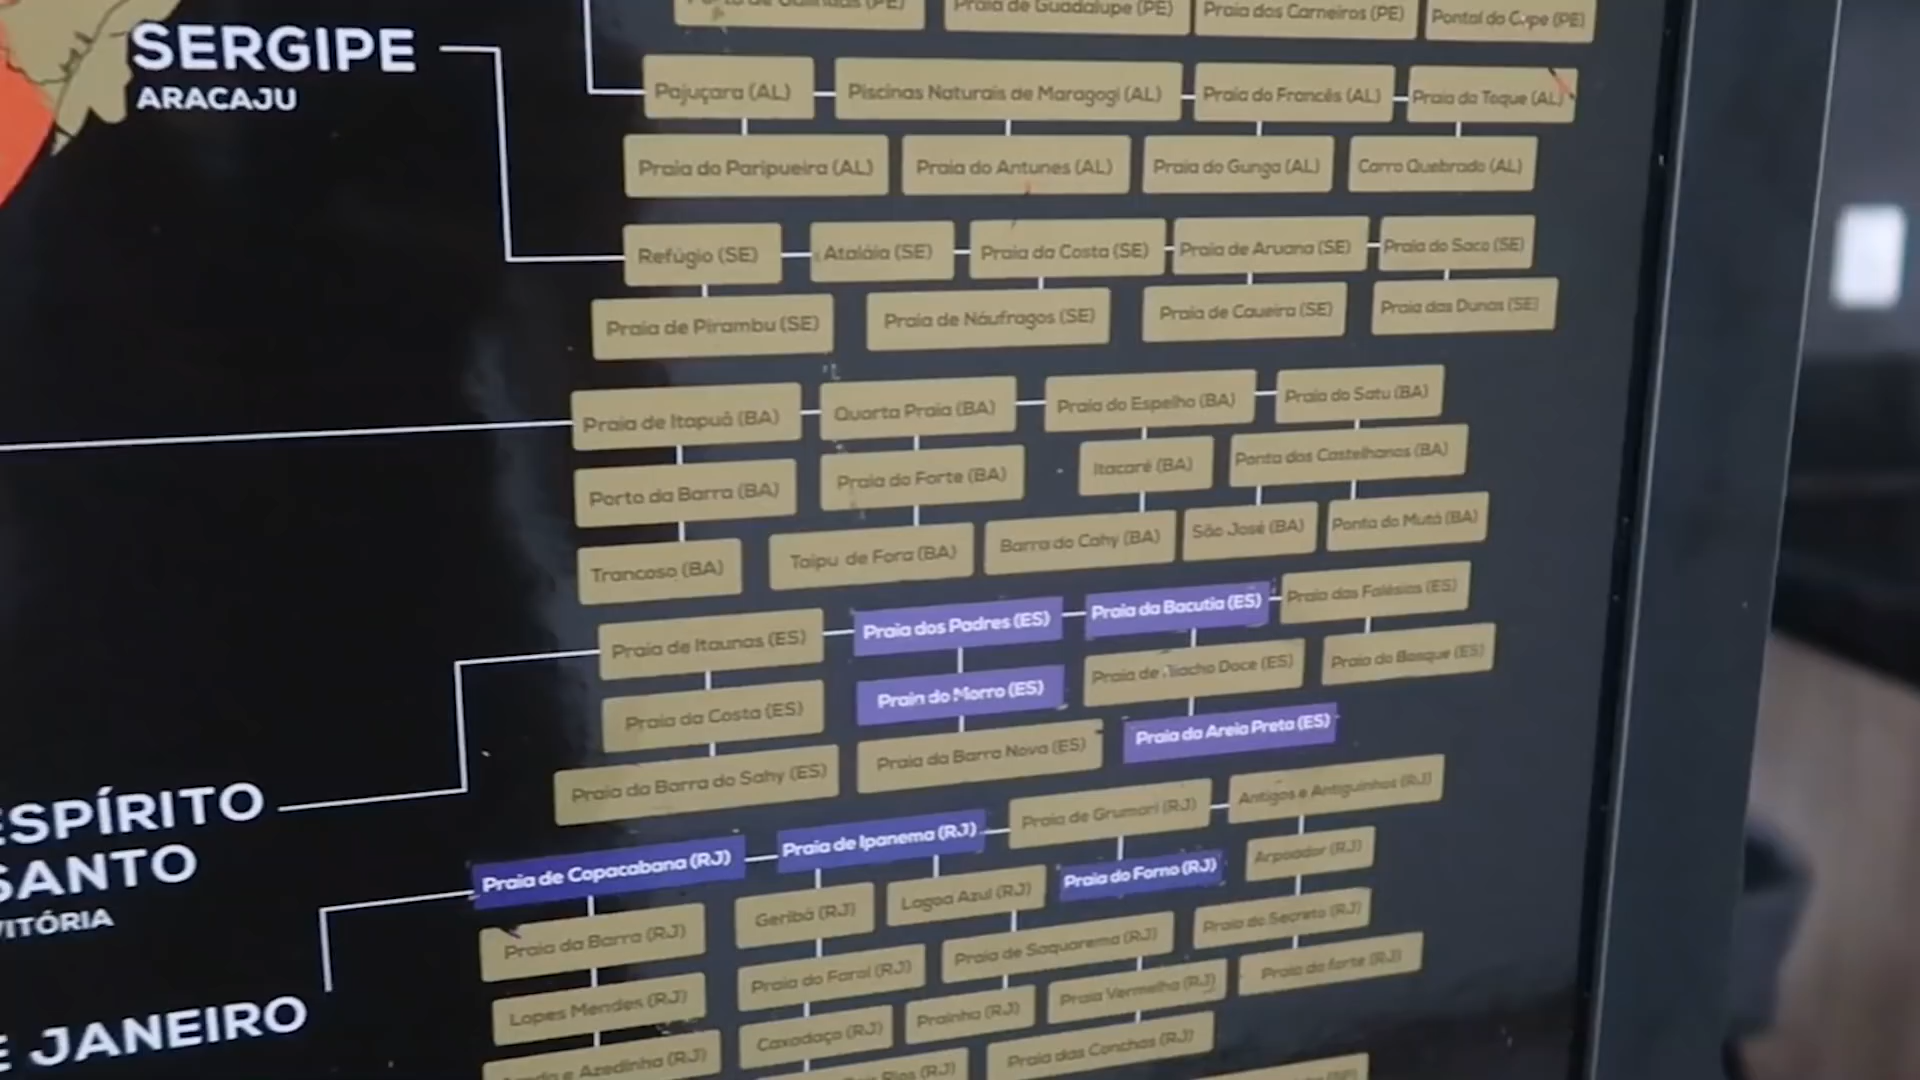 Praia de Guadalupe (PE)
Praia dos Carneiros (PE)
Pontal do Cupe (PE)
SERGIPE
ARACAJU
Pajuçara (AL)
Piscinas Naturais de Maragogi (AL)
Praia do Francês (AL)
Praia do Toque (AL)
Praia do Paripueira (AL)
Praia do Antunes (AL)
Praia do Gunga (AL)
Carro Quebrado (AL)
Refúgio (SE)
Ataláia (SE)
Praia da Costa (SE)
Praia de Aruana (SE)
Praia do Saco (SE)
Praia de Pirambu (SE)
Praia de Náufragos (SE)
Praia de Caueira (SE)
Praia das Dunas (SE)
Praia de Itapuã (BA)
Quarta Praia (BA)
Praia do Espelho (BA)
Praia do Satu (BA)
Porto da Barra (BA)
Praia do Forte (BA)
Itacaré (BA)
Ponta dos Castelhanos (BA)
Trancoso (BA)
Taipu de Fora (BA)
Barra do Cahy (BA)
São José (BA)
Ponta do Mutá (BA)
Praia de Itaunas (ES)
Praia dos Padres (ES)
Praia da Bacutia (ES)
Praia das Falésias (ES)
Praia da Costa (ES)
Praia do Morro (ES)
Praia de Riacho Doce (ES)
Praia do Bosque (ES)
Praia da Barra do Sahy (ES)
Praia da Barra Nova (ES)
Praia da Areia Preta (ES)
ESPÍRITO
SANTO
VITÓRIA
Praia de Copacabana (RJ)
Praia de Ipanema (RJ)
Praia de Grumari (RJ)
Antigos e Antiguinhos (RJ)
Praia da Barra (RJ)
Geribá (RJ)
Lagoa Azul (RJ)
Praia do Forno (RJ)
Arpoador (RJ)
Lopes Mendes (RJ)
Praia do Farol (RJ)
Praia de Saquarema (RJ)
Praia do Secreto (RJ)
E JANEIRO
e Azedinha (RJ)
Caxadaço (RJ)
Prainha (RJ)
Praia Vermelha (RJ)
Praia do forte (RJ)
Rios (RJ)
Praia das Conchas (RJ)